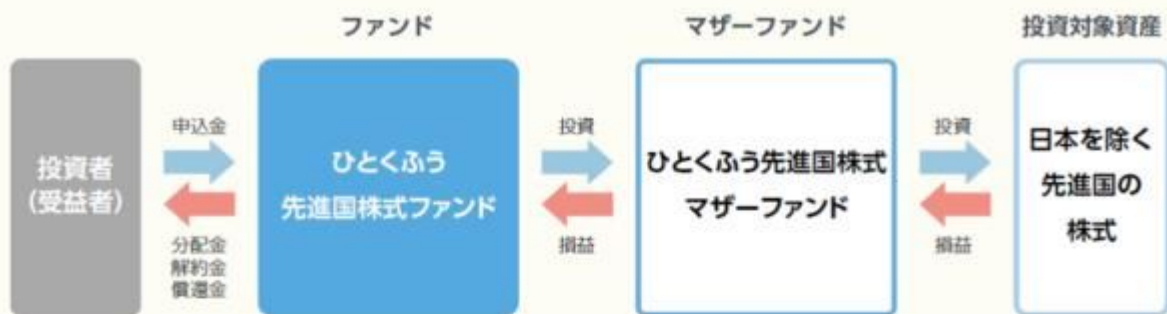 ファンド
マザーファンド
投資対象資産
投資者
(受益者)
申込金
分配金
解約金
償還金
ひとくふう
先進国株式ファンド
投資
損益
ひとくふう先進国株式
マザーファンド
投資
損益
日本を除く
先進国の
株式